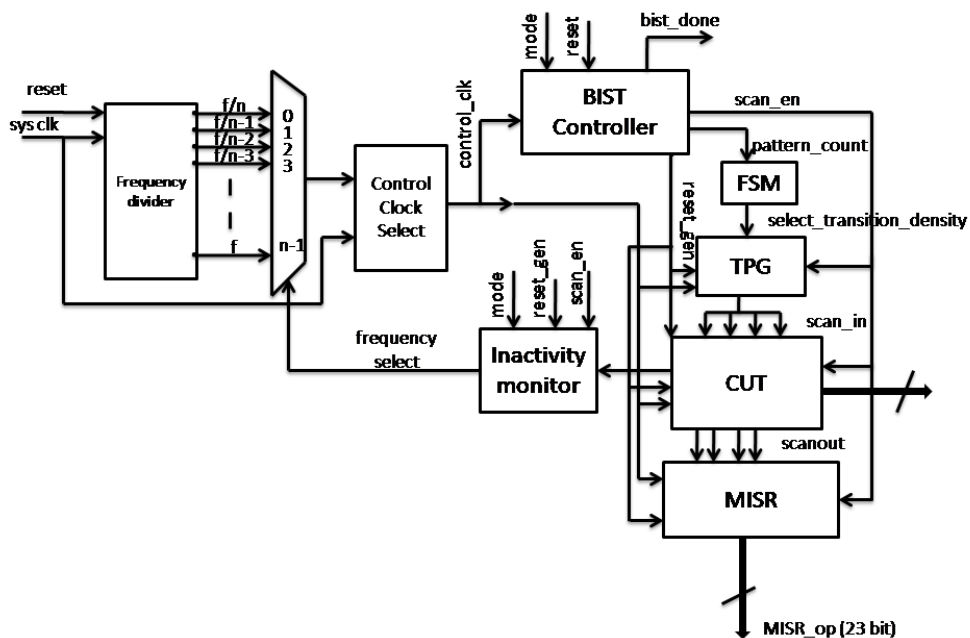 reset
sys clk
Frequency
divider
f/n
f/n-1
f/n-2
f/n-3
f
0
1
2
3
n-1
Control
Clock
Select
control_clk
mode
reset
bist_done
BIST
Controller
scan_en
pattern_count
FSM
select_transition_density
reset_gen
TPG
scan_in
mode
reset_gen
scan_en
frequency
select
Inactivity
monitor
CUT
scanout
MISR
MISR_op (23 bit)